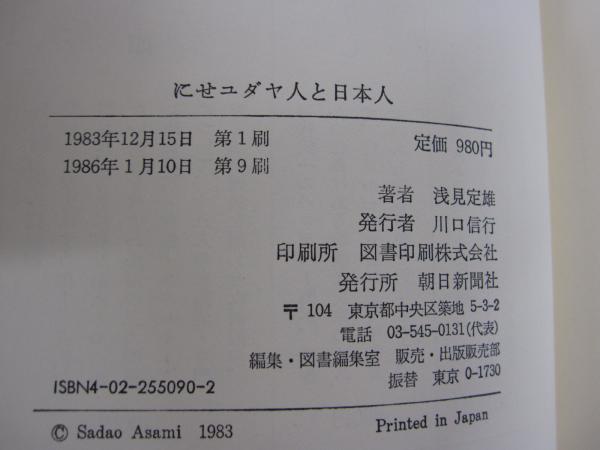 にせユダヤ人と日本人
1983年12月15日 第1刷
定価 980円
1986年1月10日 第9刷
著者 浅見定雄
発行者 川口信行
印刷所 図書印刷株式会社
発行所 朝日新聞社
〒104 東京都中央区築地 5-3-2
電話 03-545-0131(代表)
編集・図書編集室 販売・出版販売部
振替 東京 0-1730
ISBN4-02-255090-2
© Sadao Asami 1983
Printed in Japan